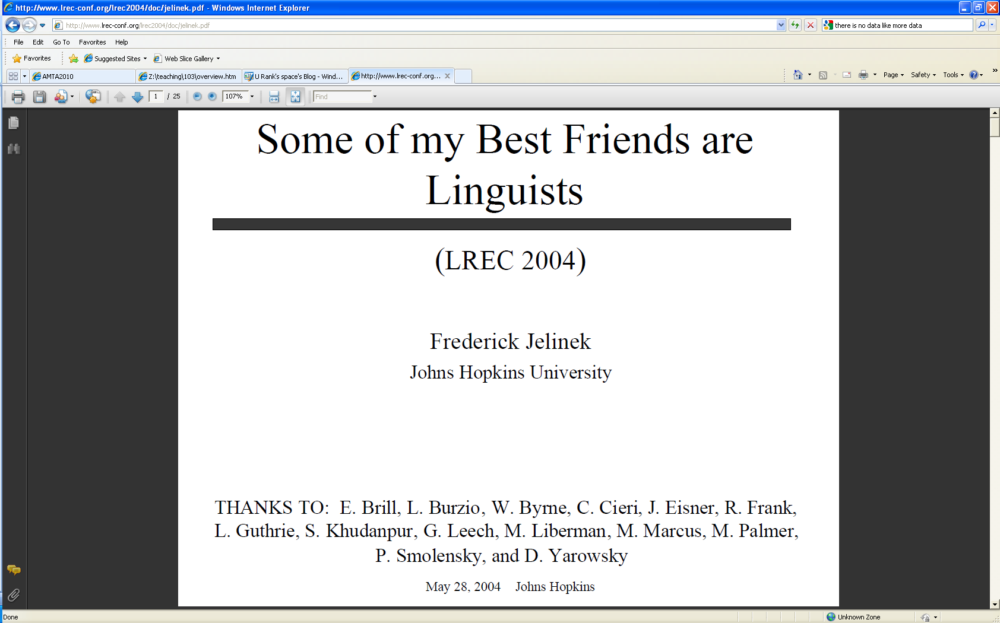 http://www.lrec-conf.org/lrec2004/doc/jelinek.pdf - Windows Internet Explorer
http://www.lrec-conf.org/lrec2004/doc/jelinek.pdf there is no data like more data
File Edit Go To Favorites Help
Favorites Suggested Sites Web Slice Gallery
AMTA2010 Z:\teaching\103\overview.htm U Rank's space's Blog - Wind... http://www.lrec-conf.org... Page Safety Tools »
1 / 25 107% Find
Some of my Best Friends are
Linguists
(LREC 2004)
Frederick Jelinek
Johns Hopkins University
THANKS TO: E. Brill, L. Burzio, W. Byrne, C. Cieri, J. Eisner, R. Frank,
L. Guthrie, S. Khudanpur, G. Leech, M. Liberman, M. Marcus, M. Palmer,
P. Smolensky, and D. Yarowsky
May 28, 2004 Johns Hopkins
Done Unknown Zone